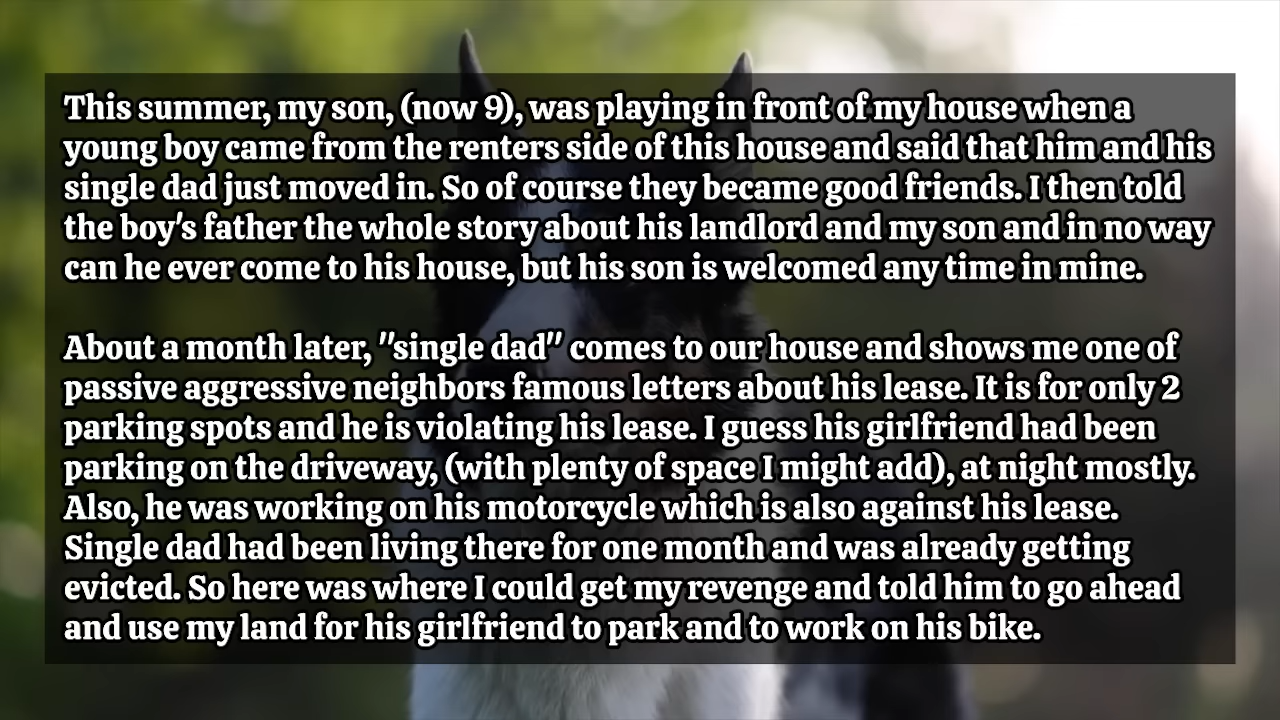 This summer, my son, (now 9), was playing in front of my house when a
young boy came from the renters side of this house and said that him and his
single dad just moved in. So of course they became good friends. I then told
the boy's father the whole story about his landlord and my son and in no way
can he ever come to his house, but his son is welcomed any time in mine.
About a month later, "single dad" comes to our house and shows me one of
passive aggressive neighbors famous letters about his lease. It is for only 2
parking spots and he is violating his lease. I guess his girlfriend had been
parking on the driveway, (with plenty of space I might add), at night mostly.
Also, he was working on his motorcycle which is also against his lease.
Single dad had been living there for one month and was already getting
evicted. So here was where I could get my revenge and told him to go ahead
and use my land for his girlfriend to park and to work on his bike.